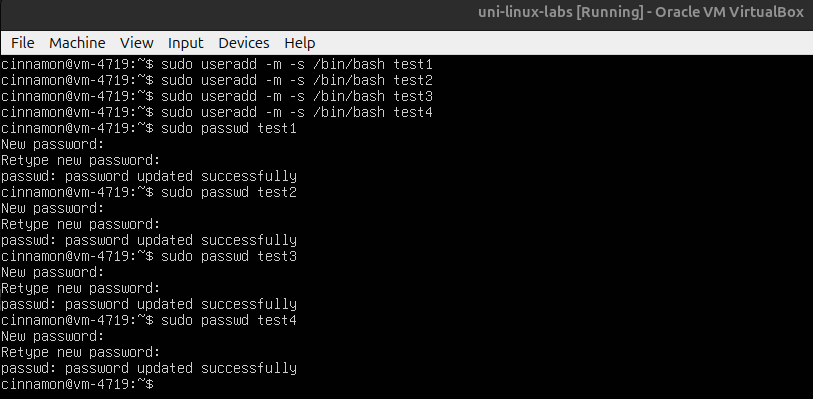 uni-linux-labs [Running] - Oracle VM VirtualBox
File Machine View Input Devices Help
cinnamon@vm-4719:~$ sudo useradd -m -s /bin/bash test1
cinnamon@vm-4719:~$ sudo useradd -m -s /bin/bash test2
cinnamon@vm-4719:~$ sudo useradd -m -s /bin/bash test3
cinnamon@vm-4719:~$ sudo useradd -m -s /bin/bash test4
cinnamon@vm-4719:~$ sudo passwd test1
New password:
Retype new password:
passwd: password updated successfully
cinnamon@vm-4719:~$ sudo passwd test2
New password:
Retype new password:
passwd: password updated successfully
cinnamon@vm-4719:~$ sudo passwd test3
New password:
Retype new password:
passwd: password updated successfully
cinnamon@vm-4719:~$ sudo passwd test4
New password:
Retype new password:
passwd: password updated successfully
cinnamon@vm-4719:~$